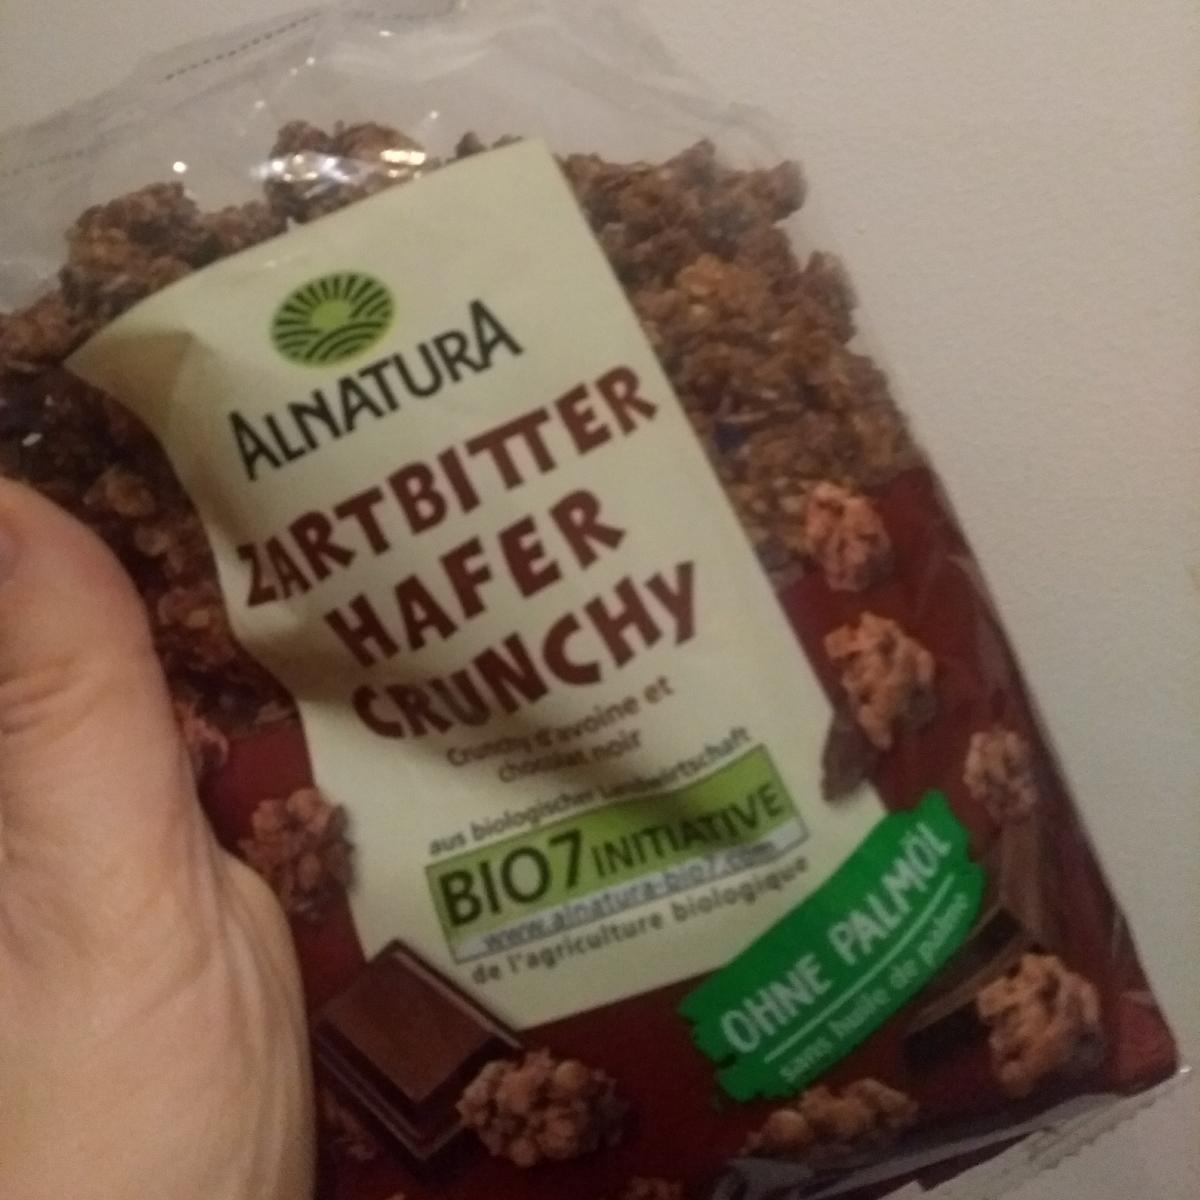 ALNATURA
ZARTBITTER
HAFER
CRUNCHY
Crunchy d'avoine et
chocolat noir
aus biologischer Landwirtschaft
BIO7 INITIATIVE
www.alnatura-bio7.com
de l'agriculture biologique
OHNE PALMÖL
sans huile de palme